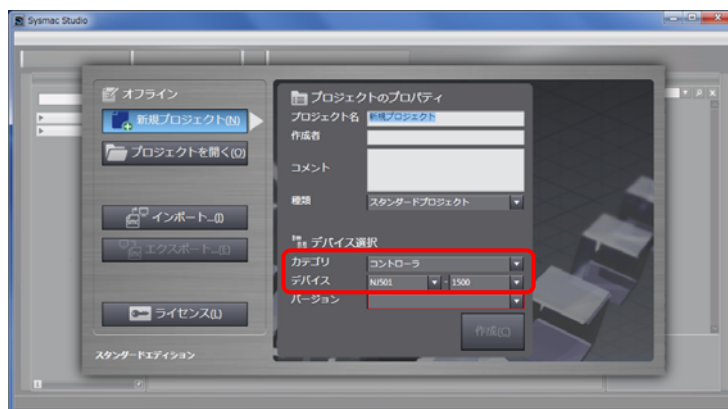 Sysmac Studio
オフライン
新規プロジェクト(N)
プロジェクトを開く(O)
インポート...(I)
エクスポート...(E)
ライセンス(L)
スタンダードエディション
プロジェクトのプロパティ
プロジェクト名 新規プロジェクト
作成者
コメント
種類 スタンダードプロジェクト
デバイス選択
カテゴリ コントローラ
デバイス NJ501 - 1500
バージョン
作成(C)